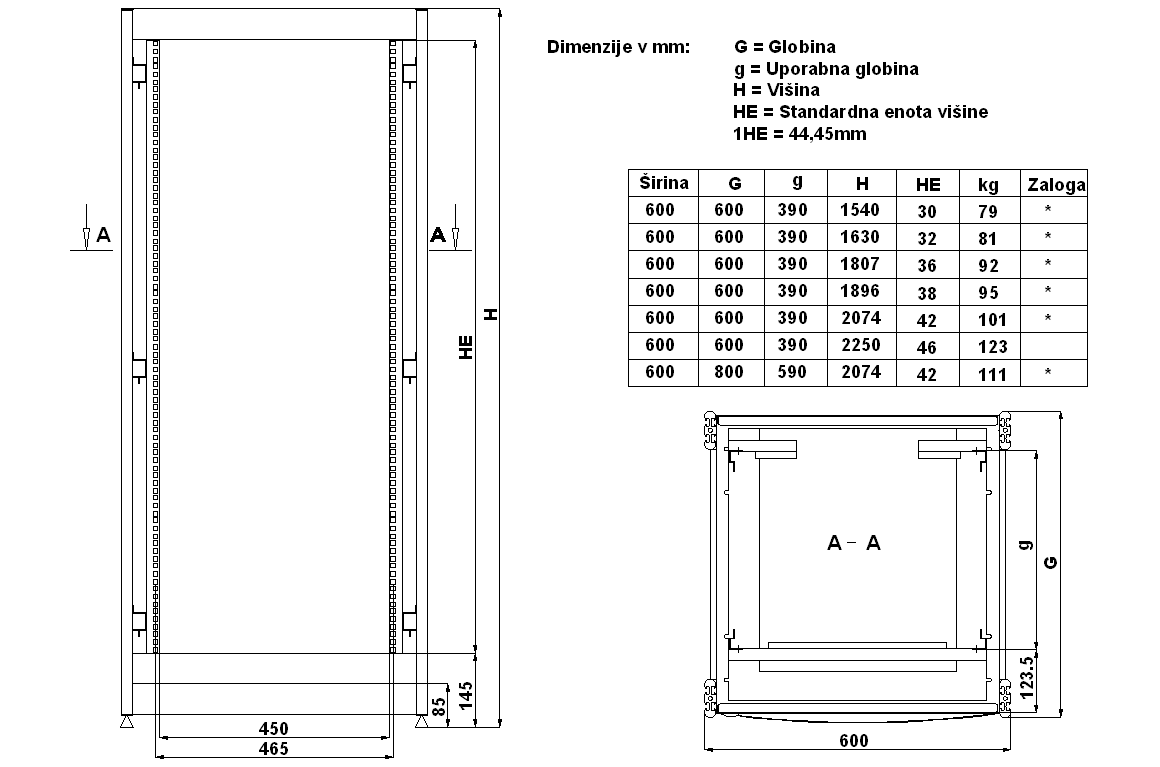 Dimenzije v mm: G = Globina
g = Uporabna globina
H = Višina
HE = Standardna enota višine
1HE = 44,45mm
Širina G g H HE kg Zaloga
600 600 390 1540 30 79 *
600 600 390 1630 32 81 *
600 600 390 1807 36 92 *
600 600 390 1896 38 95 *
600 600 390 2074 42 101 *
600 600 390 2250 46 123
600 800 590 2074 42 111 *
A A
H
HE
85
145
450
465
A – A
g
G
123.5
600